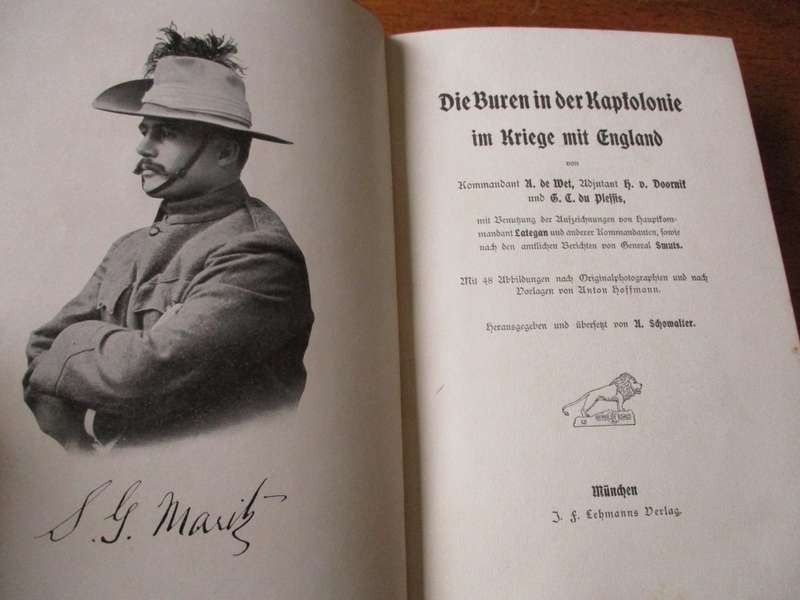 S. G. Maritz
Die Buren in der Kapkolonie
im Kriege mit England
von
Kommandant A. de Wet, Adjutant H. v. Doornik
und G. C. du Plessis,
mit Benutzung der Aufzeichnungen von Hauptkom-
mandant Lategan und anderer Kommandanten, sowie
nach den amtlichen Berichten von General Smuts.
Mit 48 Abbildungen nach Originalphotographien und nach
Vorlagen von Anton Hoffmann.
Herausgegeben und übersetzt von A. Schowalter.
München
J. F. Lehmanns Verlag.